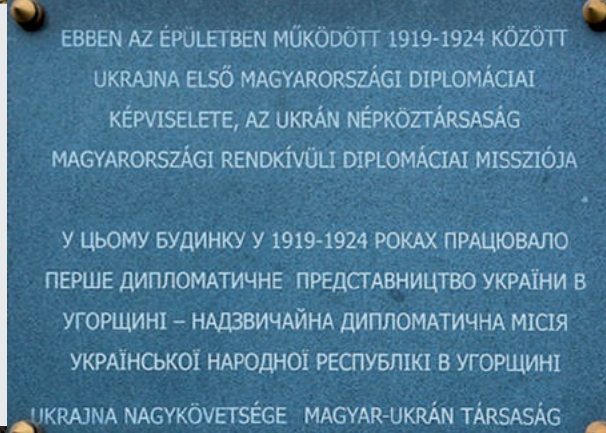 EBBEN AZ ÉPÜLETBEN MŰKÖDÖTT 1919-1924 KÖZÖTT
UKRAJNA ELSŐ MAGYARORSZÁGI DIPLOMÁCIAI
KÉPVISELETE, AZ UKRÁN NÉPKÖZTÁRSASÁG
MAGYARORSZÁGI RENDKÍVÜLI DIPLOMÁCIAI MISSZIÓJA
У ЦЬОМУ БУДИНКУ У 1919-1924 РОКАХ ПРАЦЮВАЛО
ПЕРШЕ ДИПЛОМАТИЧНЕ ПРЕДСТАВНИЦТВО УКРАЇНИ В
УГОРЩИНІ – НАДЗВИЧАЙНА ДИПЛОМАТИЧНА МІСІЯ
УКРАЇНСЬКОЇ НАРОДНОЇ РЕСПУБЛІКІ В УГОРЩИНІ
UKRAJNA NAGYKÖVETSÉGE MAGYAR-UKRÁN TÁRSASÁG